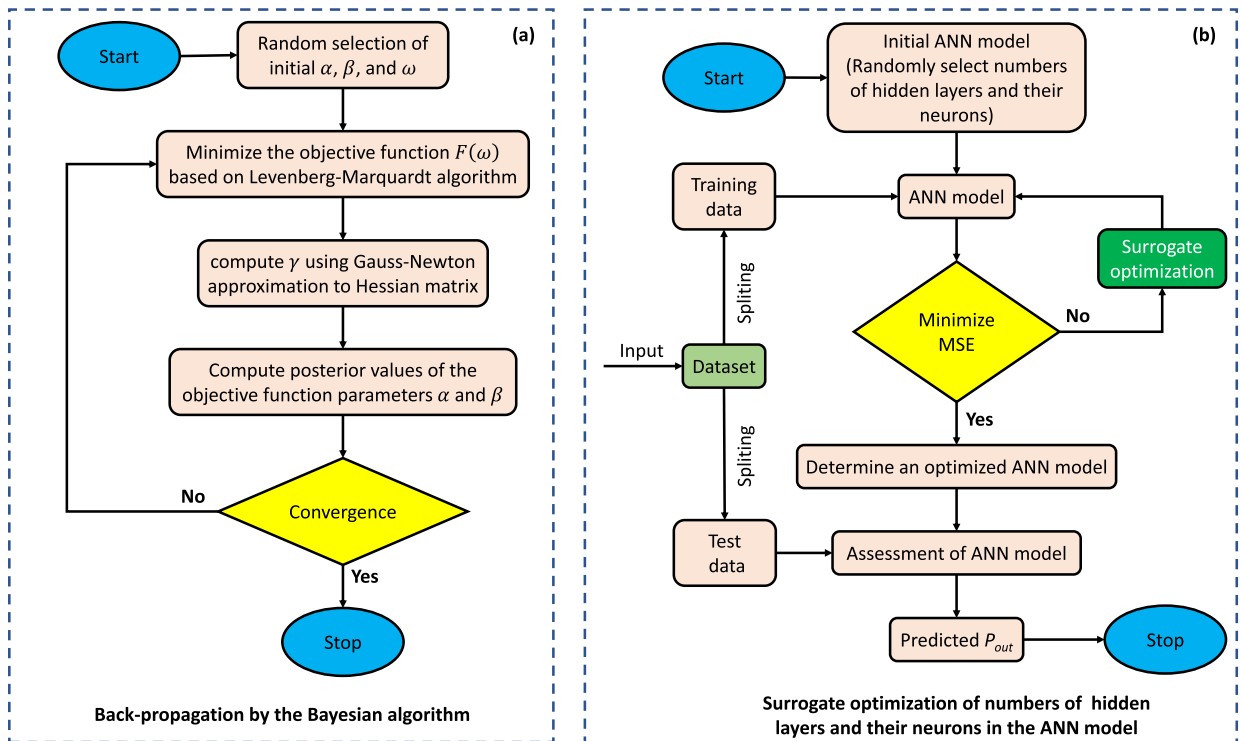 (a)
Start
Random selection of
initial α, β, and ω
Minimize the objective function F(ω)
based on Levenberg-Marquardt algorithm
compute γ using Gauss-Newton
approximation to Hessian matrix
Compute posterior values of the
objective function parameters α and β
No
Convergence
Yes
Stop
Back-propagation by the Bayesian algorithm
(b)
Start
Initial ANN model
(Randomly select numbers
of hidden layers and their
neurons)
Training
data
ANN model
Surrogate
optimization
Spliting
No
Minimize
MSE
Input
Dataset
Yes
Spliting
Determine an optimized ANN model
Test
data
Assessment of ANN model
Predicted Pout
Stop
Surrogate optimization of numbers of hidden
layers and their neurons in the ANN model